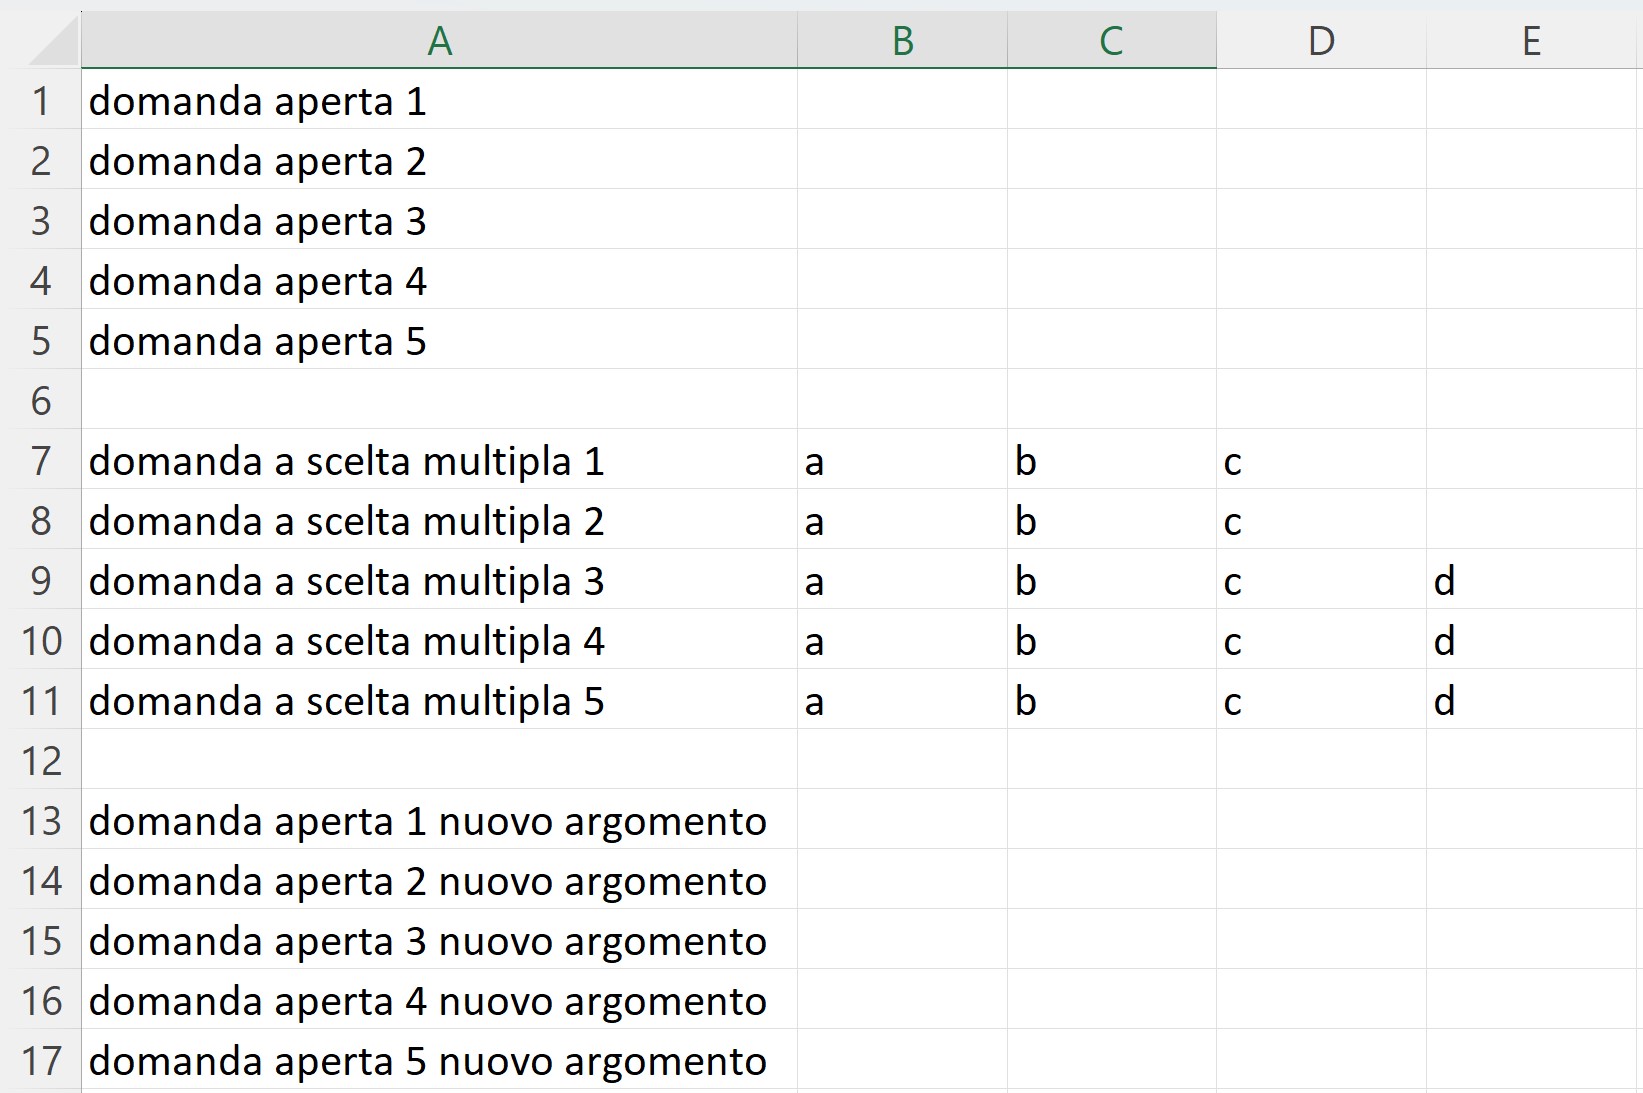 A B C D E
1 domanda aperta 1
2 domanda aperta 2
3 domanda aperta 3
4 domanda aperta 4
5 domanda aperta 5
6
7 domanda a scelta multipla 1 a b c
8 domanda a scelta multipla 2 a b c
9 domanda a scelta multipla 3 a b c d
10 domanda a scelta multipla 4 a b c d
11 domanda a scelta multipla 5 a b c d
12
13 domanda aperta 1 nuovo argomento
14 domanda aperta 2 nuovo argomento
15 domanda aperta 3 nuovo argomento
16 domanda aperta 4 nuovo argomento
17 domanda aperta 5 nuovo argomento